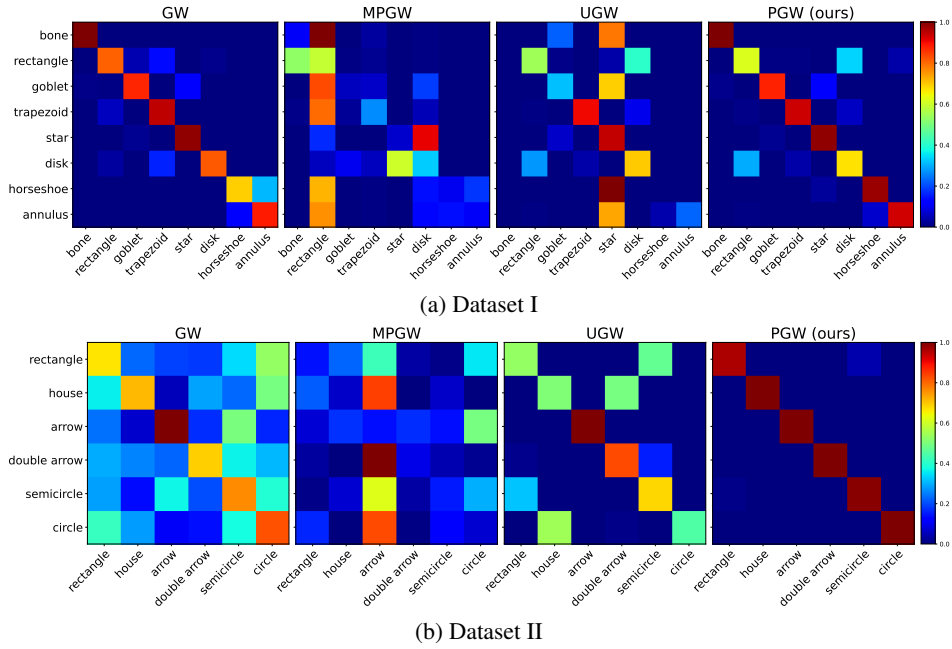 GW MPGW UGW PGW (ours)
bone
rectangle
goblet
trapezoid
star
disk
horseshoe
annulus
1.0
0.8
0.6
0.4
0.2
0.0
bone rectangle goblet trapezoid star disk horseshoe annulus bone rectangle goblet trapezoid star disk horseshoe annulus bone rectangle goblet trapezoid star disk horseshoe annulus bone rectangle goblet trapezoid star disk horseshoe annulus
(a) Dataset I
GW MPGW UGW PGW (ours)
rectangle
house
arrow
double arrow
semicircle
circle
1.0
0.8
0.6
0.4
0.2
0.0
rectangle house arrow double arrow semicircle circle rectangle house arrow double arrow semicircle circle rectangle house arrow double arrow semicircle circle rectangle house arrow double arrow semicircle circle
(b) Dataset II